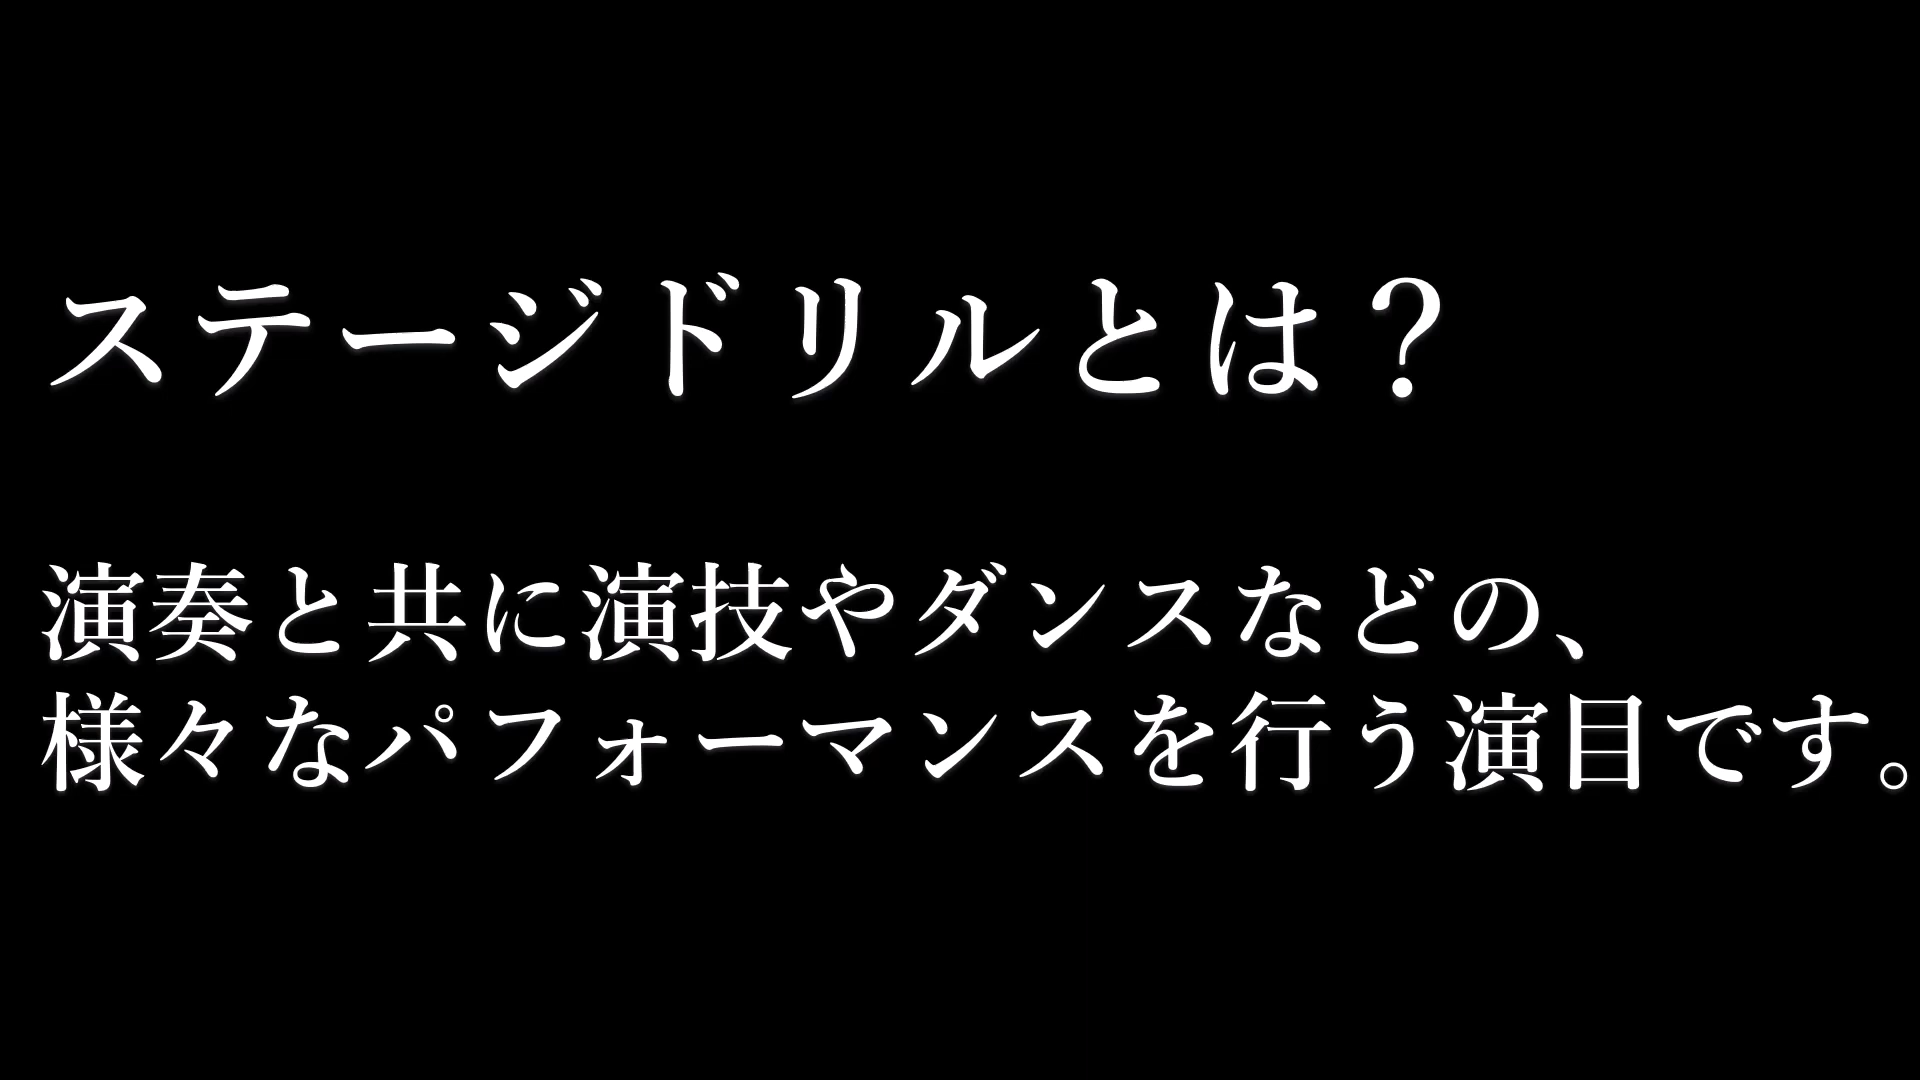 ステージドリルとは？
演奏と共に演技やダンスなどの、
様々なパフォーマンスを行う演目です。